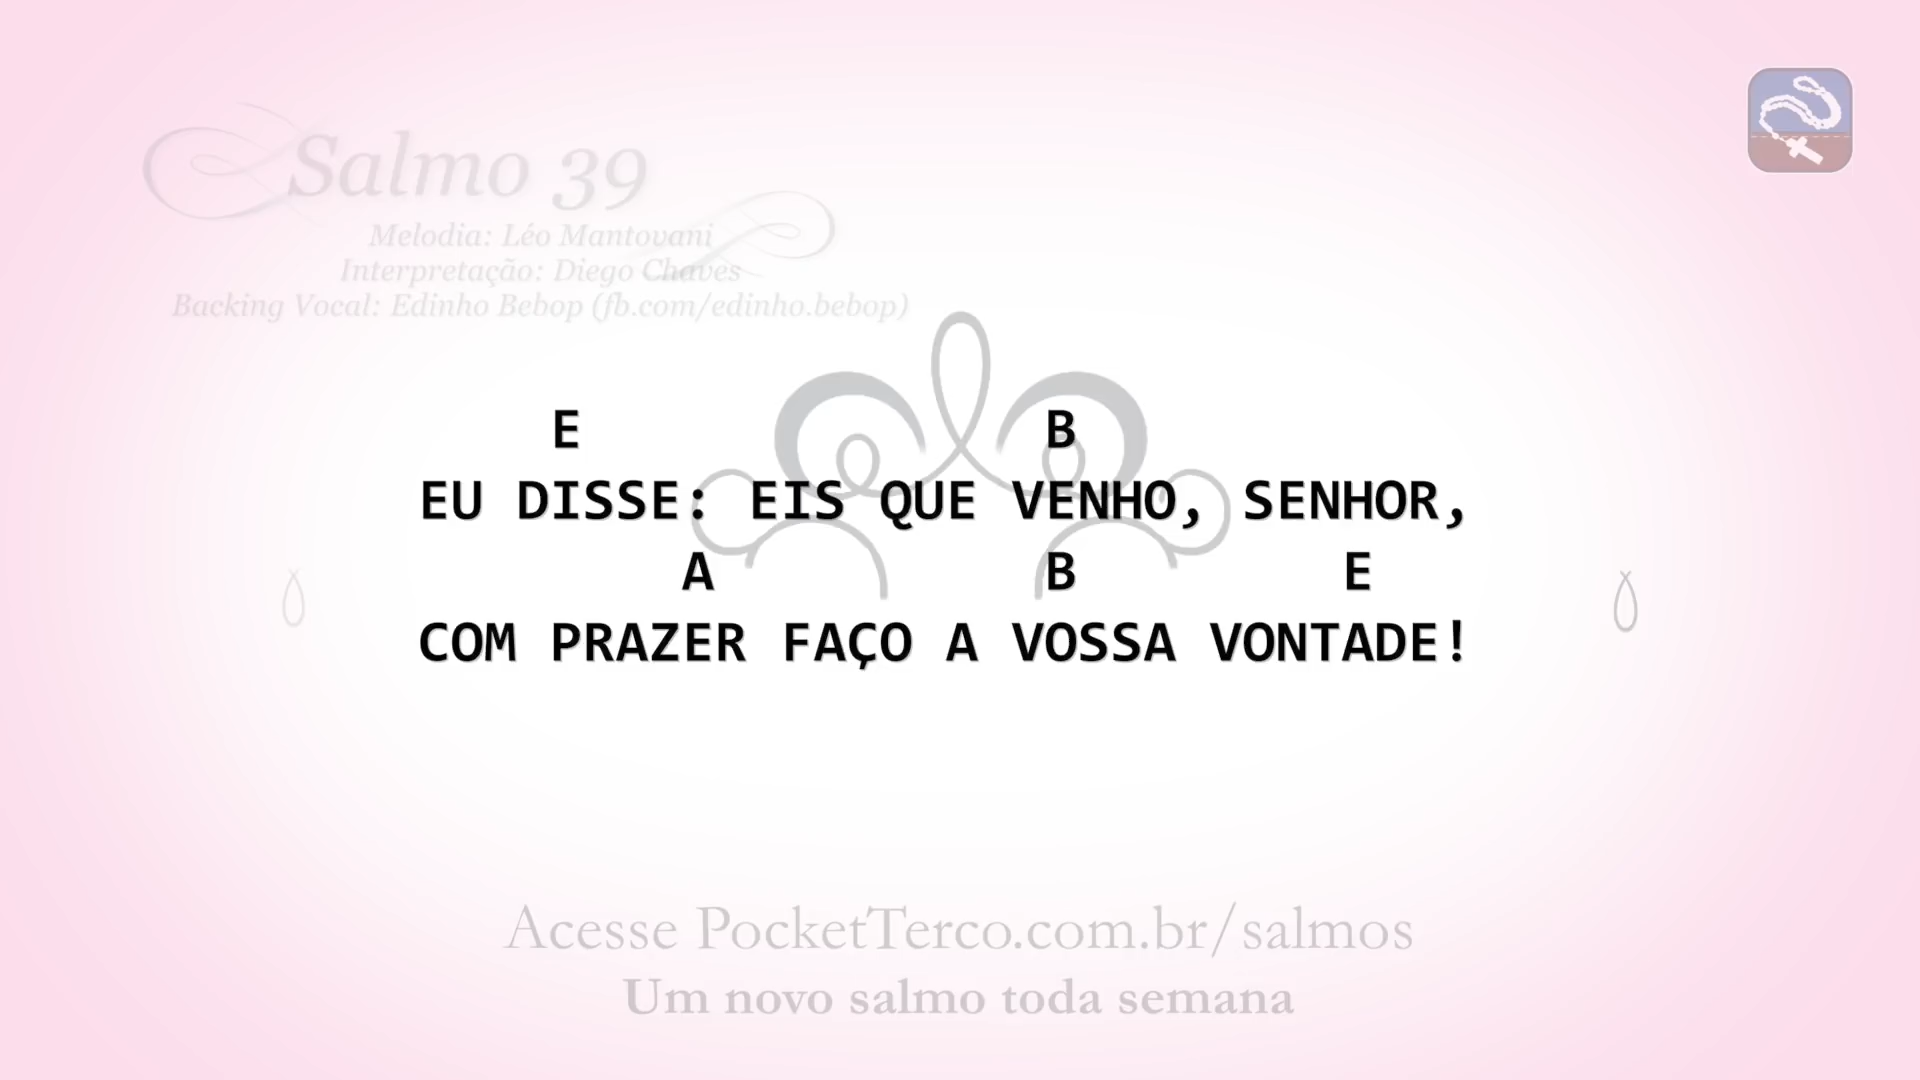 Salmo 39
Melodia: Léo Mantovani
Interpretação: Diego Chaves
Backing Vocal: Edinho Bebop (fb.com/edinho.bebop)
E B
EU DISSE: EIS QUE VENHO, SENHOR,
A B E
COM PRAZER FAÇO A VOSSA VONTADE!
Acesse PocketTerco.com.br/salmos
Um novo salmo toda semana